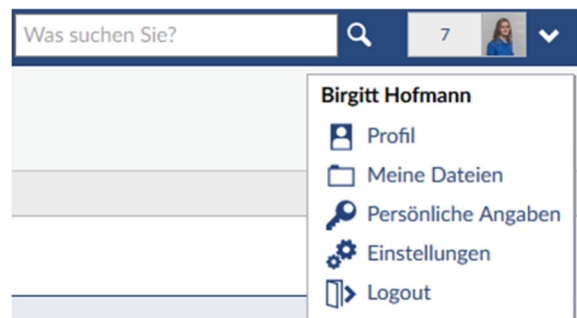 Was suchen Sie?
7
Birgitt Hofmann
Profil
Meine Dateien
Persönliche Angaben
Einstellungen
Logout